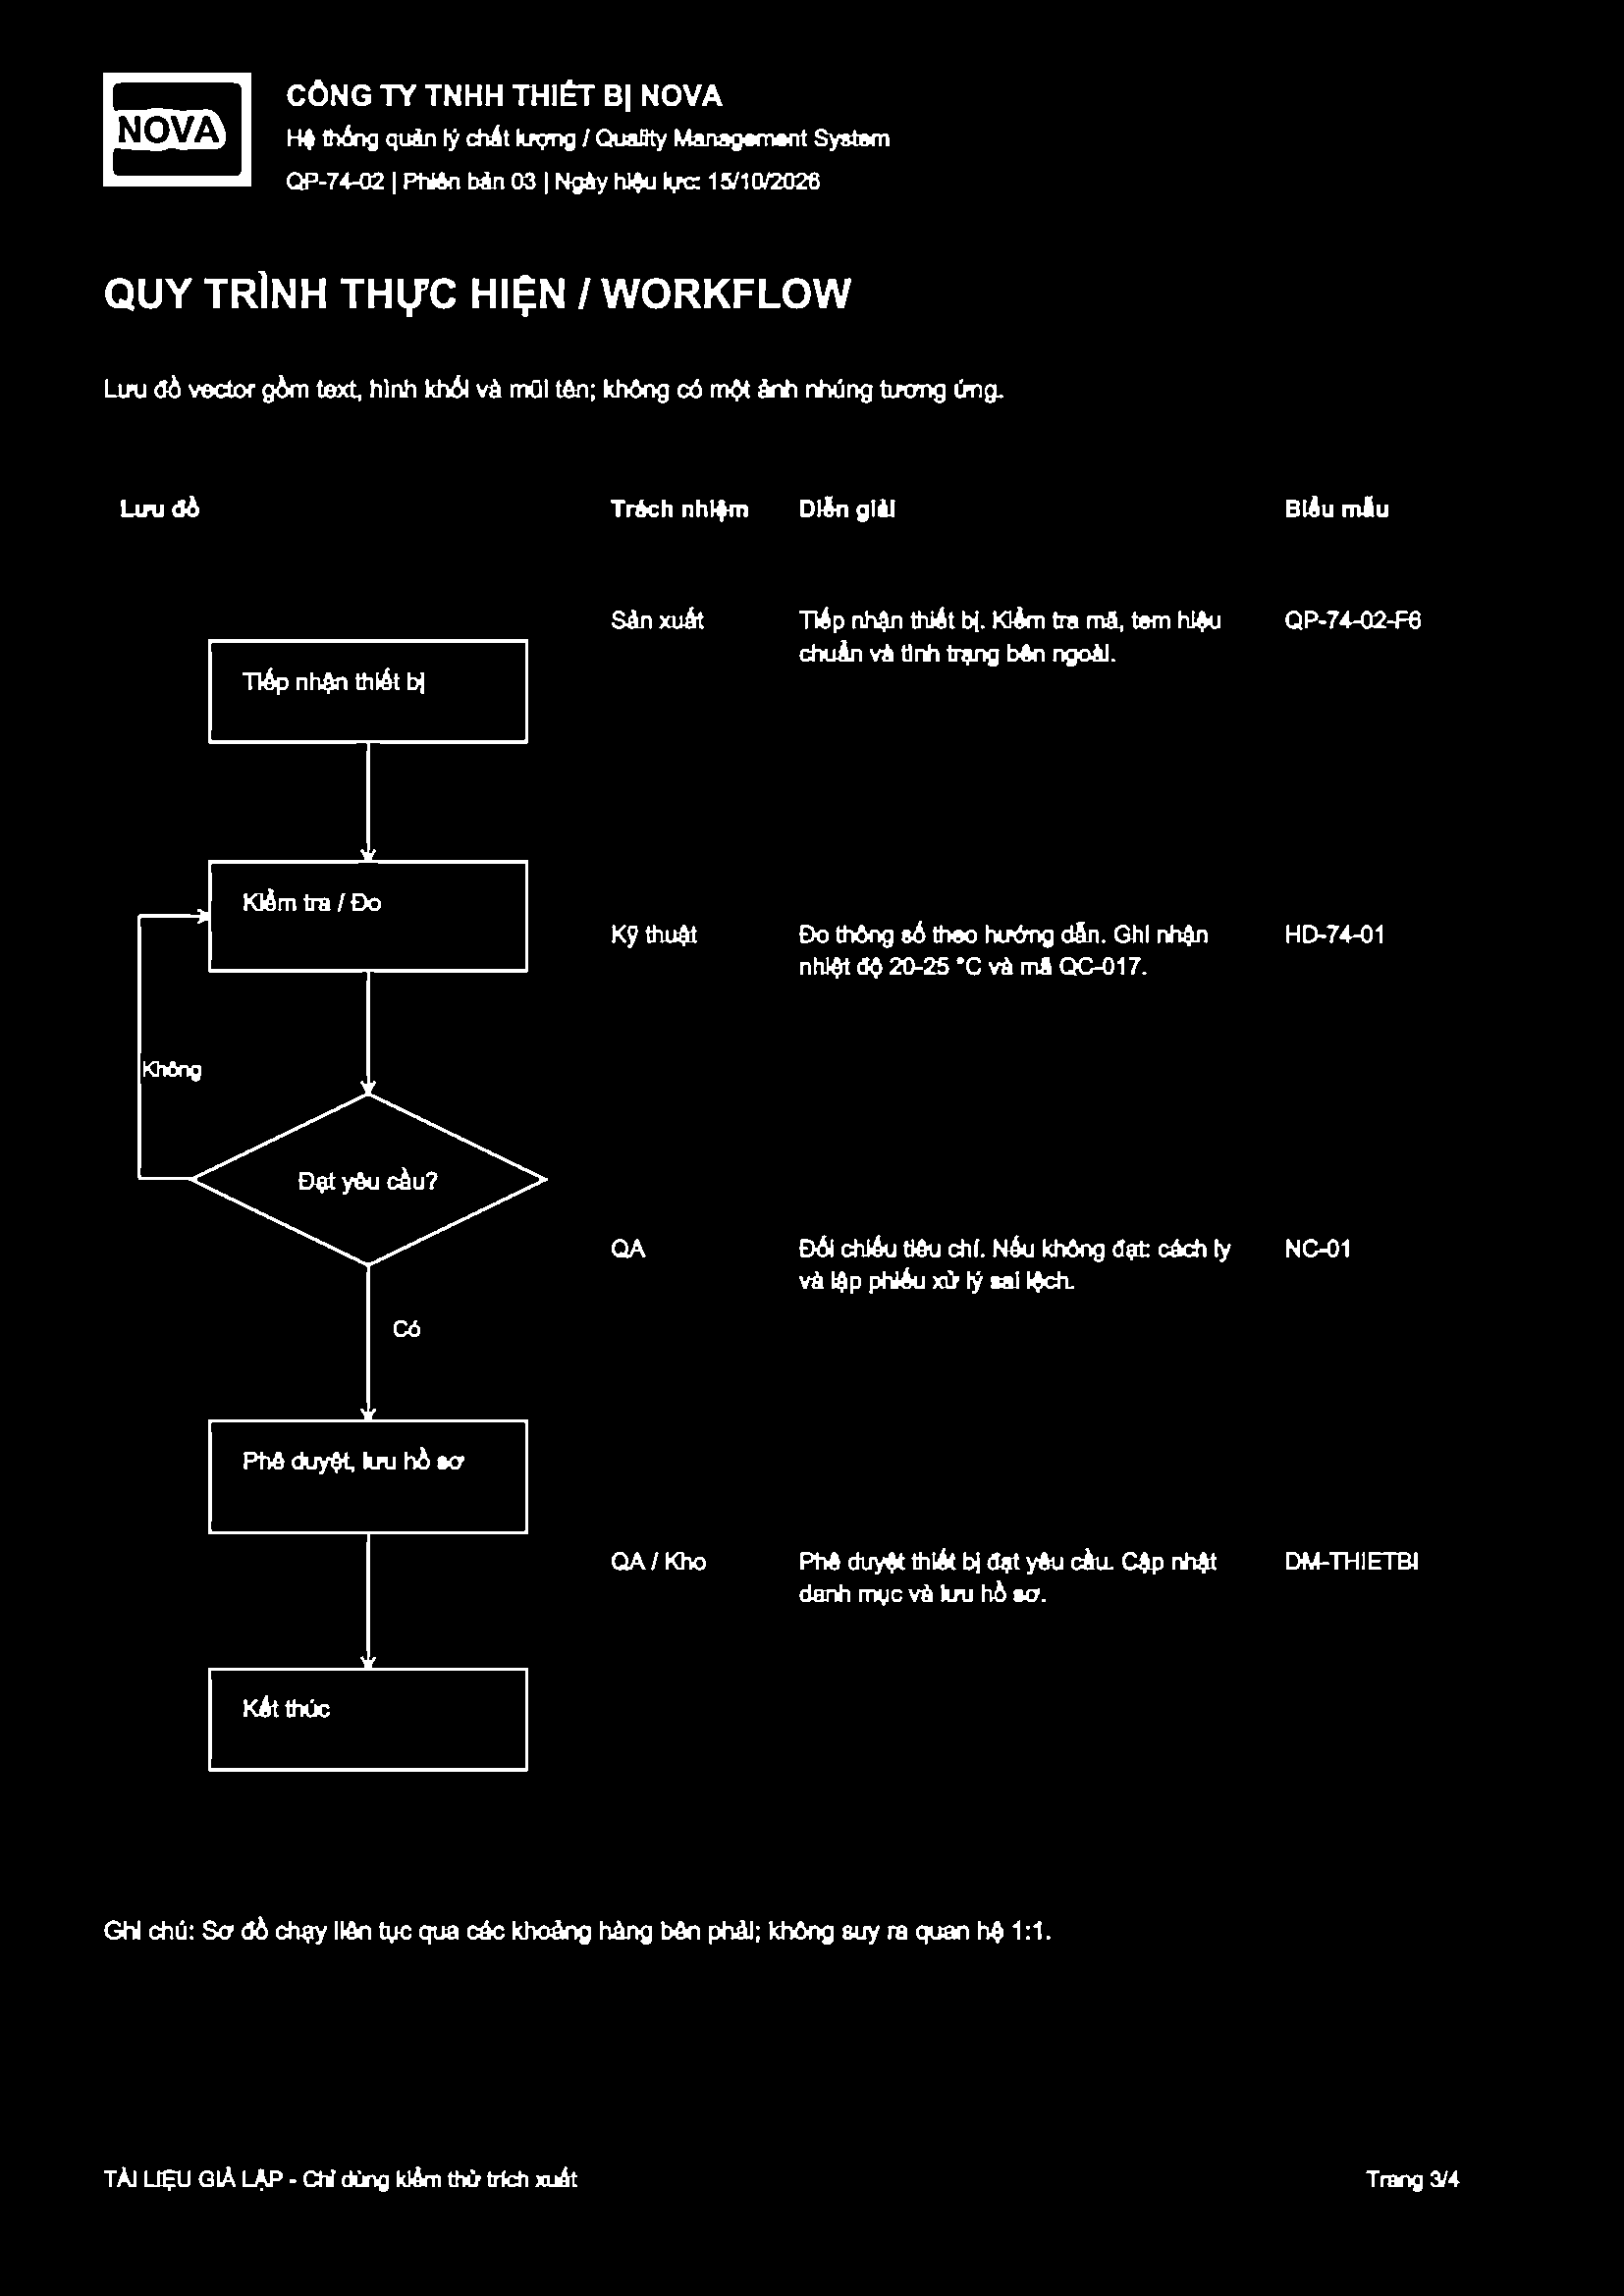 NOVA
CÔNG TY TNHH THIẾT BỊ NOVA
Hệ thống quản lý chất lượng / Quality Management System
QP-74-02 | Phiên bản 03 | Ngày hiệu lực: 15/10/2026
QUY TRÌNH THỰC HIỆN / WORKFLOW
Lưu đồ vector gồm text, hình khối và mũi tên; không có một ảnh nhúng tương ứng.
Lưu đồ Trách nhiệm Diễn giải Biểu mẫu
Sản xuất Tiếp nhận thiết bị. Kiểm tra mã, tem hiệu QP-74-02-F6
chuẩn và tình trạng bên ngoài.
Tiếp nhận thiết bị
Kiểm tra / Đo
Kỹ thuật Đo thông số theo hướng dẫn. Ghi nhận HD-74-01
nhiệt độ 20-25 °C và mã QC-017.
Không
Đạt yêu cầu?
QA Đối chiếu tiêu chí. Nếu không đạt: cách ly NC-01
và lập phiếu xử lý sai lệch.
Có
Phê duyệt, lưu hồ sơ
QA / Kho Phê duyệt thiết bị đạt yêu cầu. Cập nhật DM-THIETBI
danh mục và lưu hồ sơ.
Kết thúc
Ghi chú: Sơ đồ chạy liên tục qua các khoảng hàng bên phải; không suy ra quan hệ 1:1.
TÀI LIỆU GIẢ LẬP - Chỉ dùng kiểm thử trích xuất Trang 3/4